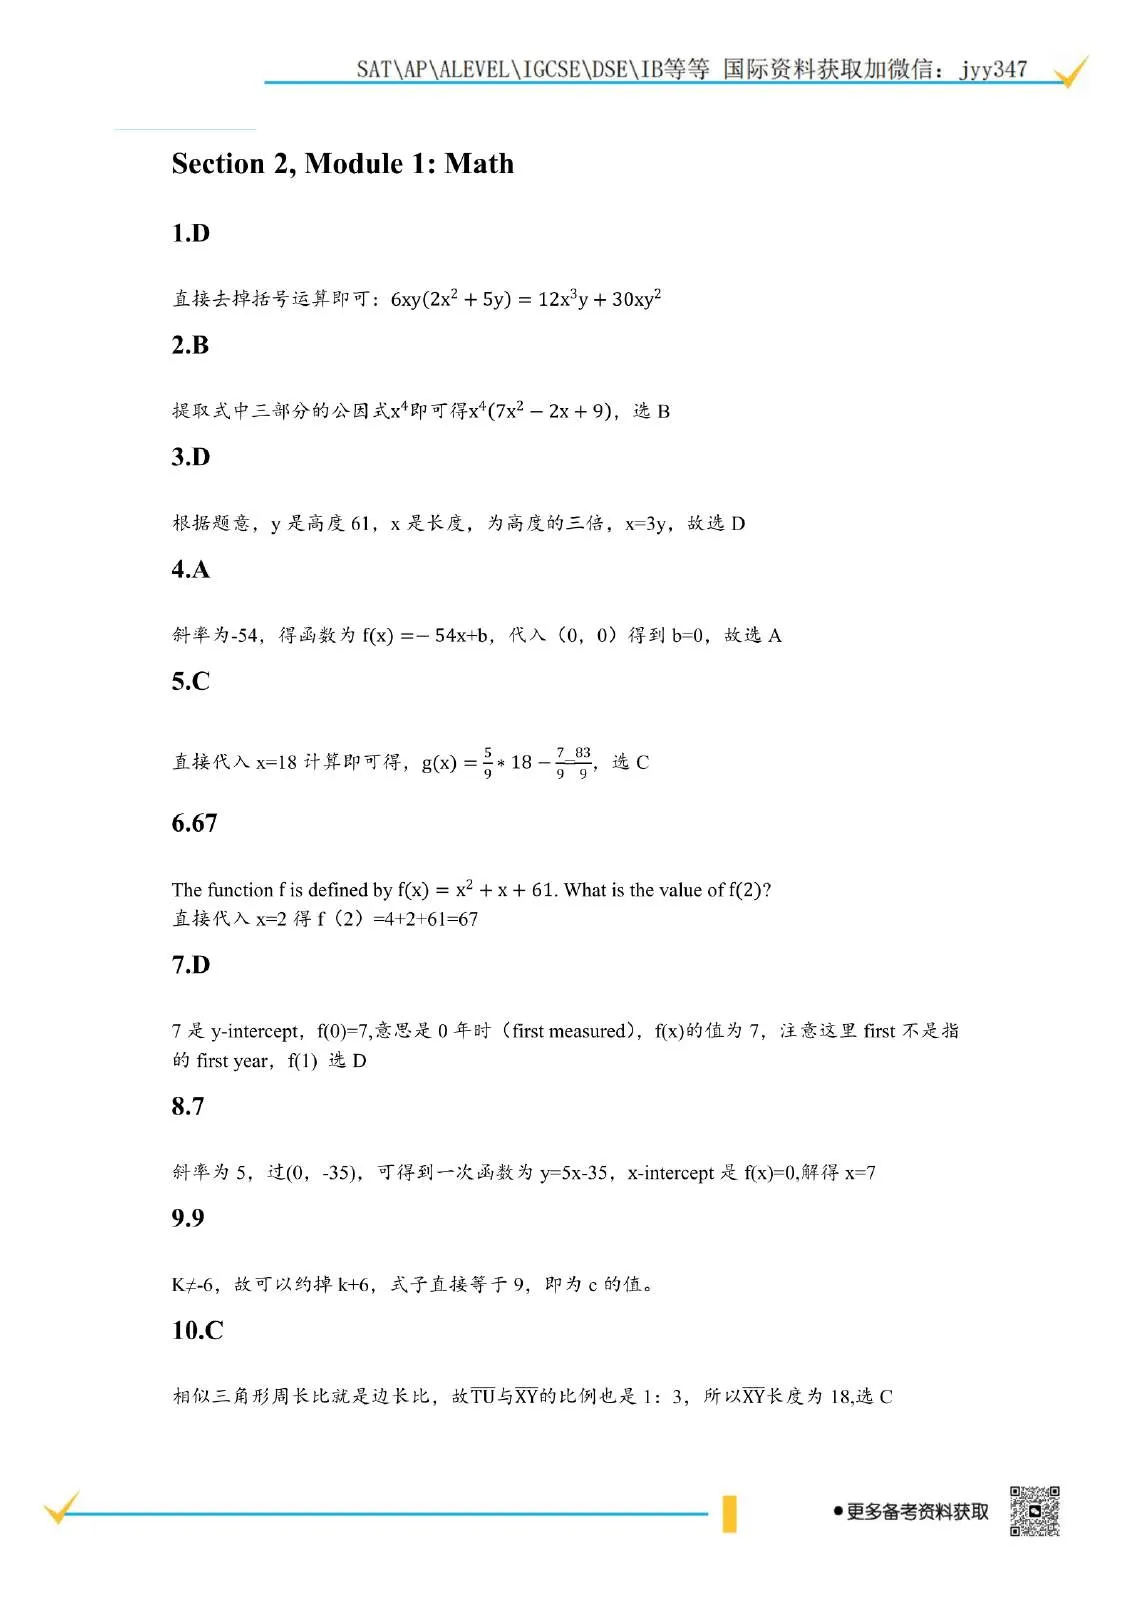 SAT\AP\ALEVEL\IGCSE\DSE\IB等等 国际资料获取加微信：jyy347
Section 2, Module 1: Math
1.D
直接去掉括号运算即可：6xy(2x² + 5y) = 12x³y + 30xy²
2.B
提取式中三部分的公因式x⁴即可得x⁴(7x² − 2x + 9)，选 B
3.D
根据题意，y 是高度 61，x 是长度，为高度的三倍，x=3y，故选 D
4.A
斜率为-54，得函数为 f(x) =− 54x+b，代入（0，0）得到 b=0，故选 A
5.C
直接代入 x=18 计算即可得，g(x) = 5/9 * 18 − 7/9=83/9，选 C
6.67
The function f is defined by f(x) = x² + x + 61. What is the value of f(2)?
直接代入 x=2 得 f（2）=4+2+61=67
7.D
7 是 y-intercept，f(0)=7,意思是 0 年时（first measured），f(x)的值为 7，注意这里 first 不是指
的 first year，f(1) 选 D
8.7
斜率为 5，过(0，-35)，可得到一次函数为 y=5x-35，x-intercept 是 f(x)=0,解得 x=7
9.9
K≠-6，故可以约掉 k+6，式子直接等于 9，即为 c 的值。
10.C
相似三角形周长比就是边长比，故T̅U̅与X̅Y̅的比例也是 1：3，所以X̅Y̅长度为 18,选 C
●更多备考资料获取